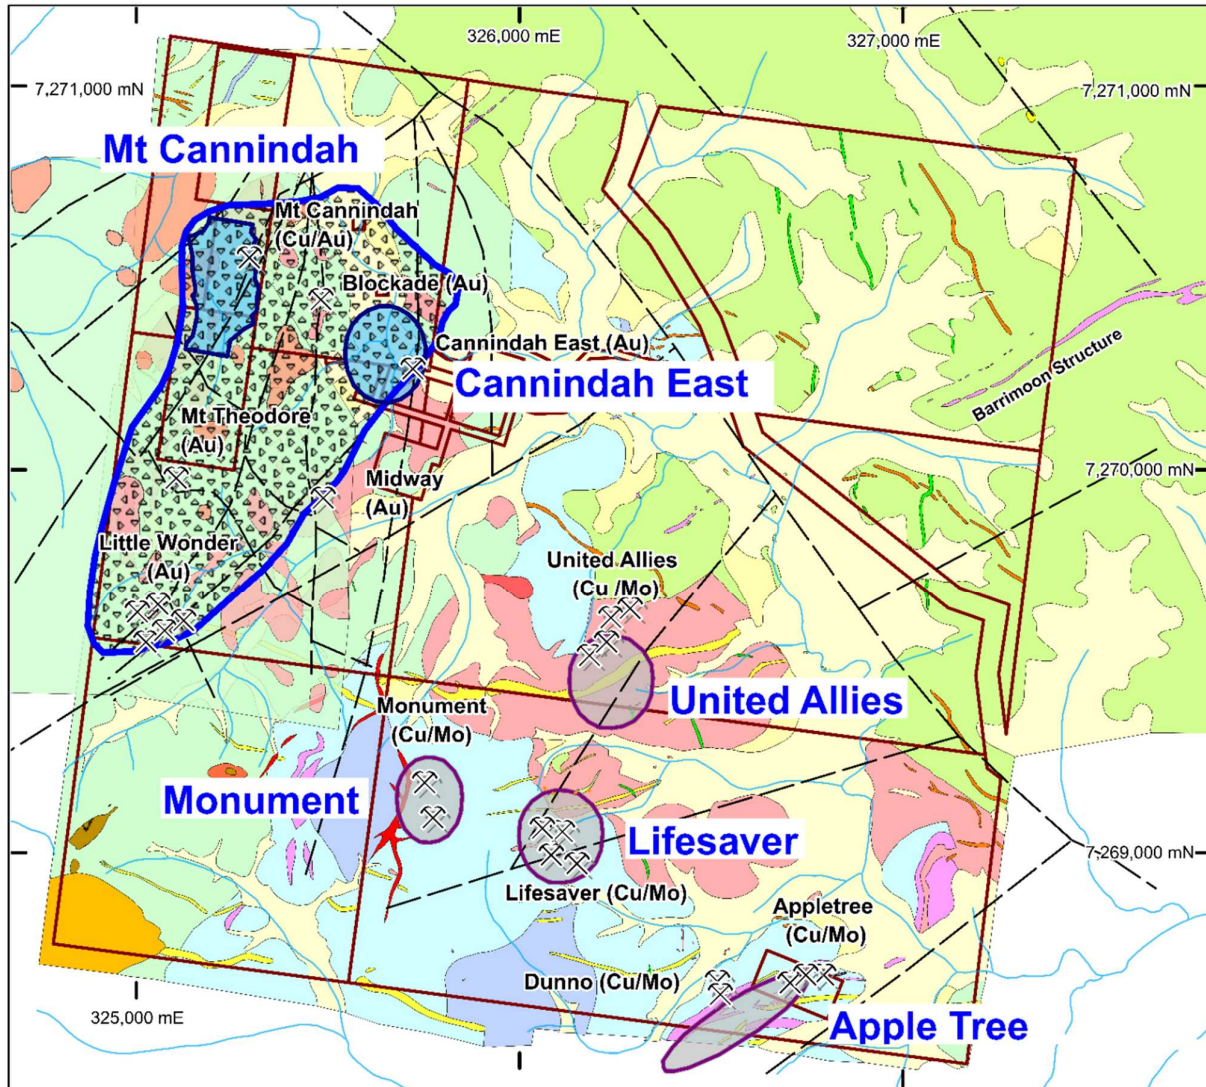 326,000 mE
327,000 mE
7,271,000 mN
7,271,000 mN
Mt Cannindah
Mt Cannindah
(Cu/Au)
Blockade (Au)
Cannindah East (Au)
Cannindah East
Barrimoon Structure
Mt Theodore
(Au)
Midway
(Au)
7,270,000 mN
Little Wonder
(Au)
United Allies
(Cu /Mo)
United Allies
Monument
(Cu/Mo)
Monument
Lifesaver
7,269,000 mN
Lifesaver (Cu/Mo)
Appletree
(Cu/Mo)
Dunno (Cu/Mo)
325,000 mE
Apple Tree